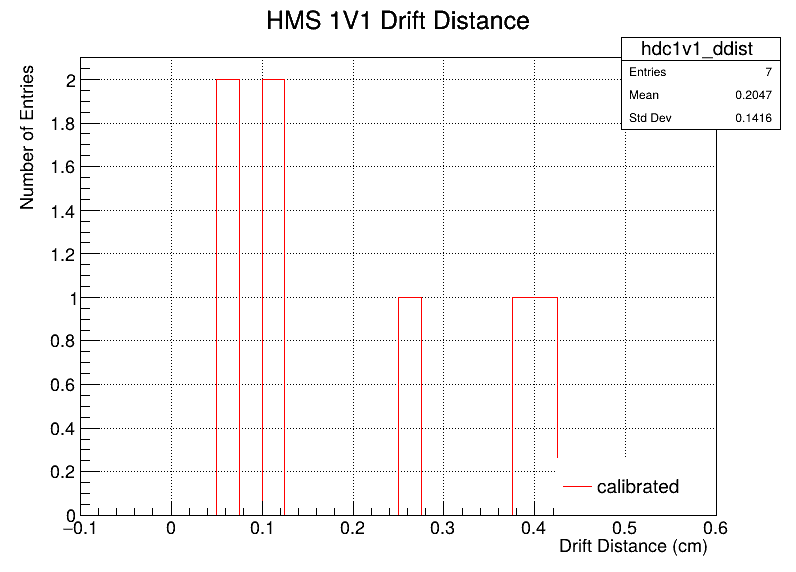 HMS 1V1 Drift Distance
hdc1v1_ddist
Entries 7
Mean 0.2047
Std Dev 0.1416
Number of Entries
2
1.8
1.6
1.4
1.2
1
0.8
0.6
0.4
0.2
0
−0.1 0 0.1 0.2 0.3 0.4 0.5 0.6
calibrated
Drift Distance (cm)